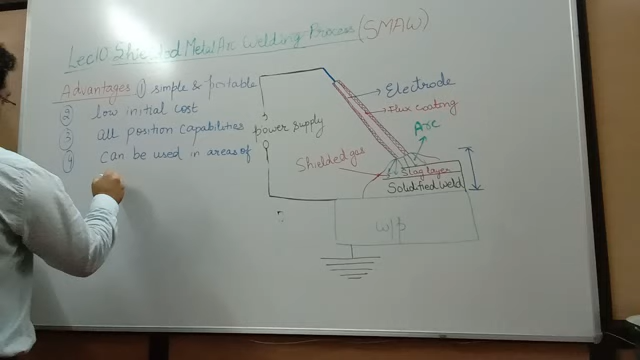 Lec10 Shielded Metal Arc Welding Process (SMAW)
Advantages ① simple & portable
② low initial cost
③ all position capabilities
④ can be used in areas of
power supply
Electrode
Flux coating
Arc
Shielded gas
Slag layer
Solidified weld
w/p